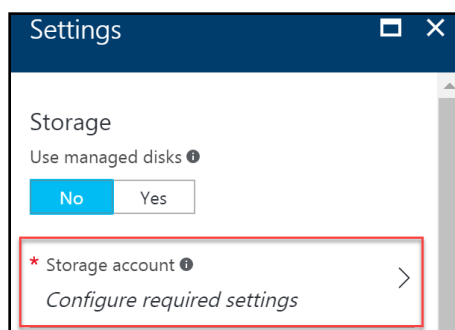 Settings
Storage
Use managed disks
No Yes
* Storage account
Configure required settings